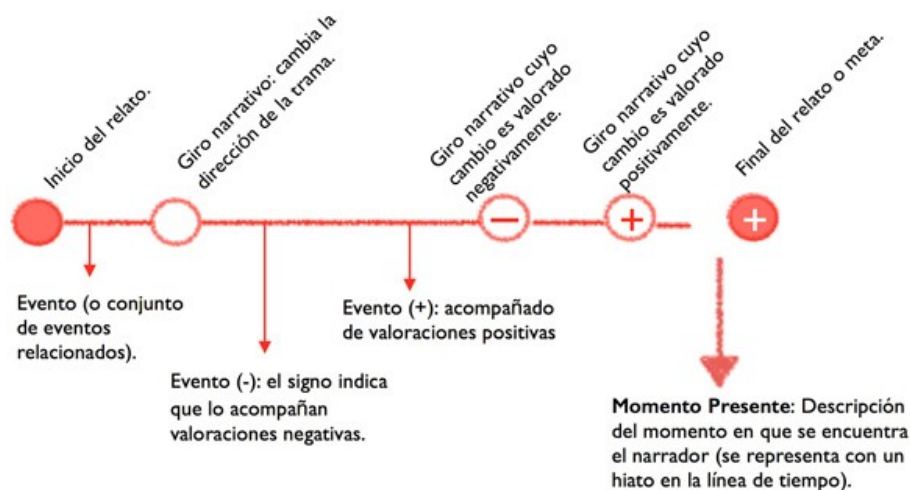 Inicio del relato.
Giro narrativo: cambia la
dirección de la trama.
Giro narrativo cuyo
cambio es valorado
negativamente.
Giro narrativo cuyo
cambio es valorado
positivamente.
Final del relato o meta.
−
+
+
Evento (o conjunto
de eventos
relacionados).
Evento (-): el signo indica
que lo acompañan
valoraciones negativas.
Evento (+): acompañado
de valoraciones positivas
Momento Presente: Descripción
del momento en que se encuentra
el narrador (se representa con un
hiato en la línea de tiempo).